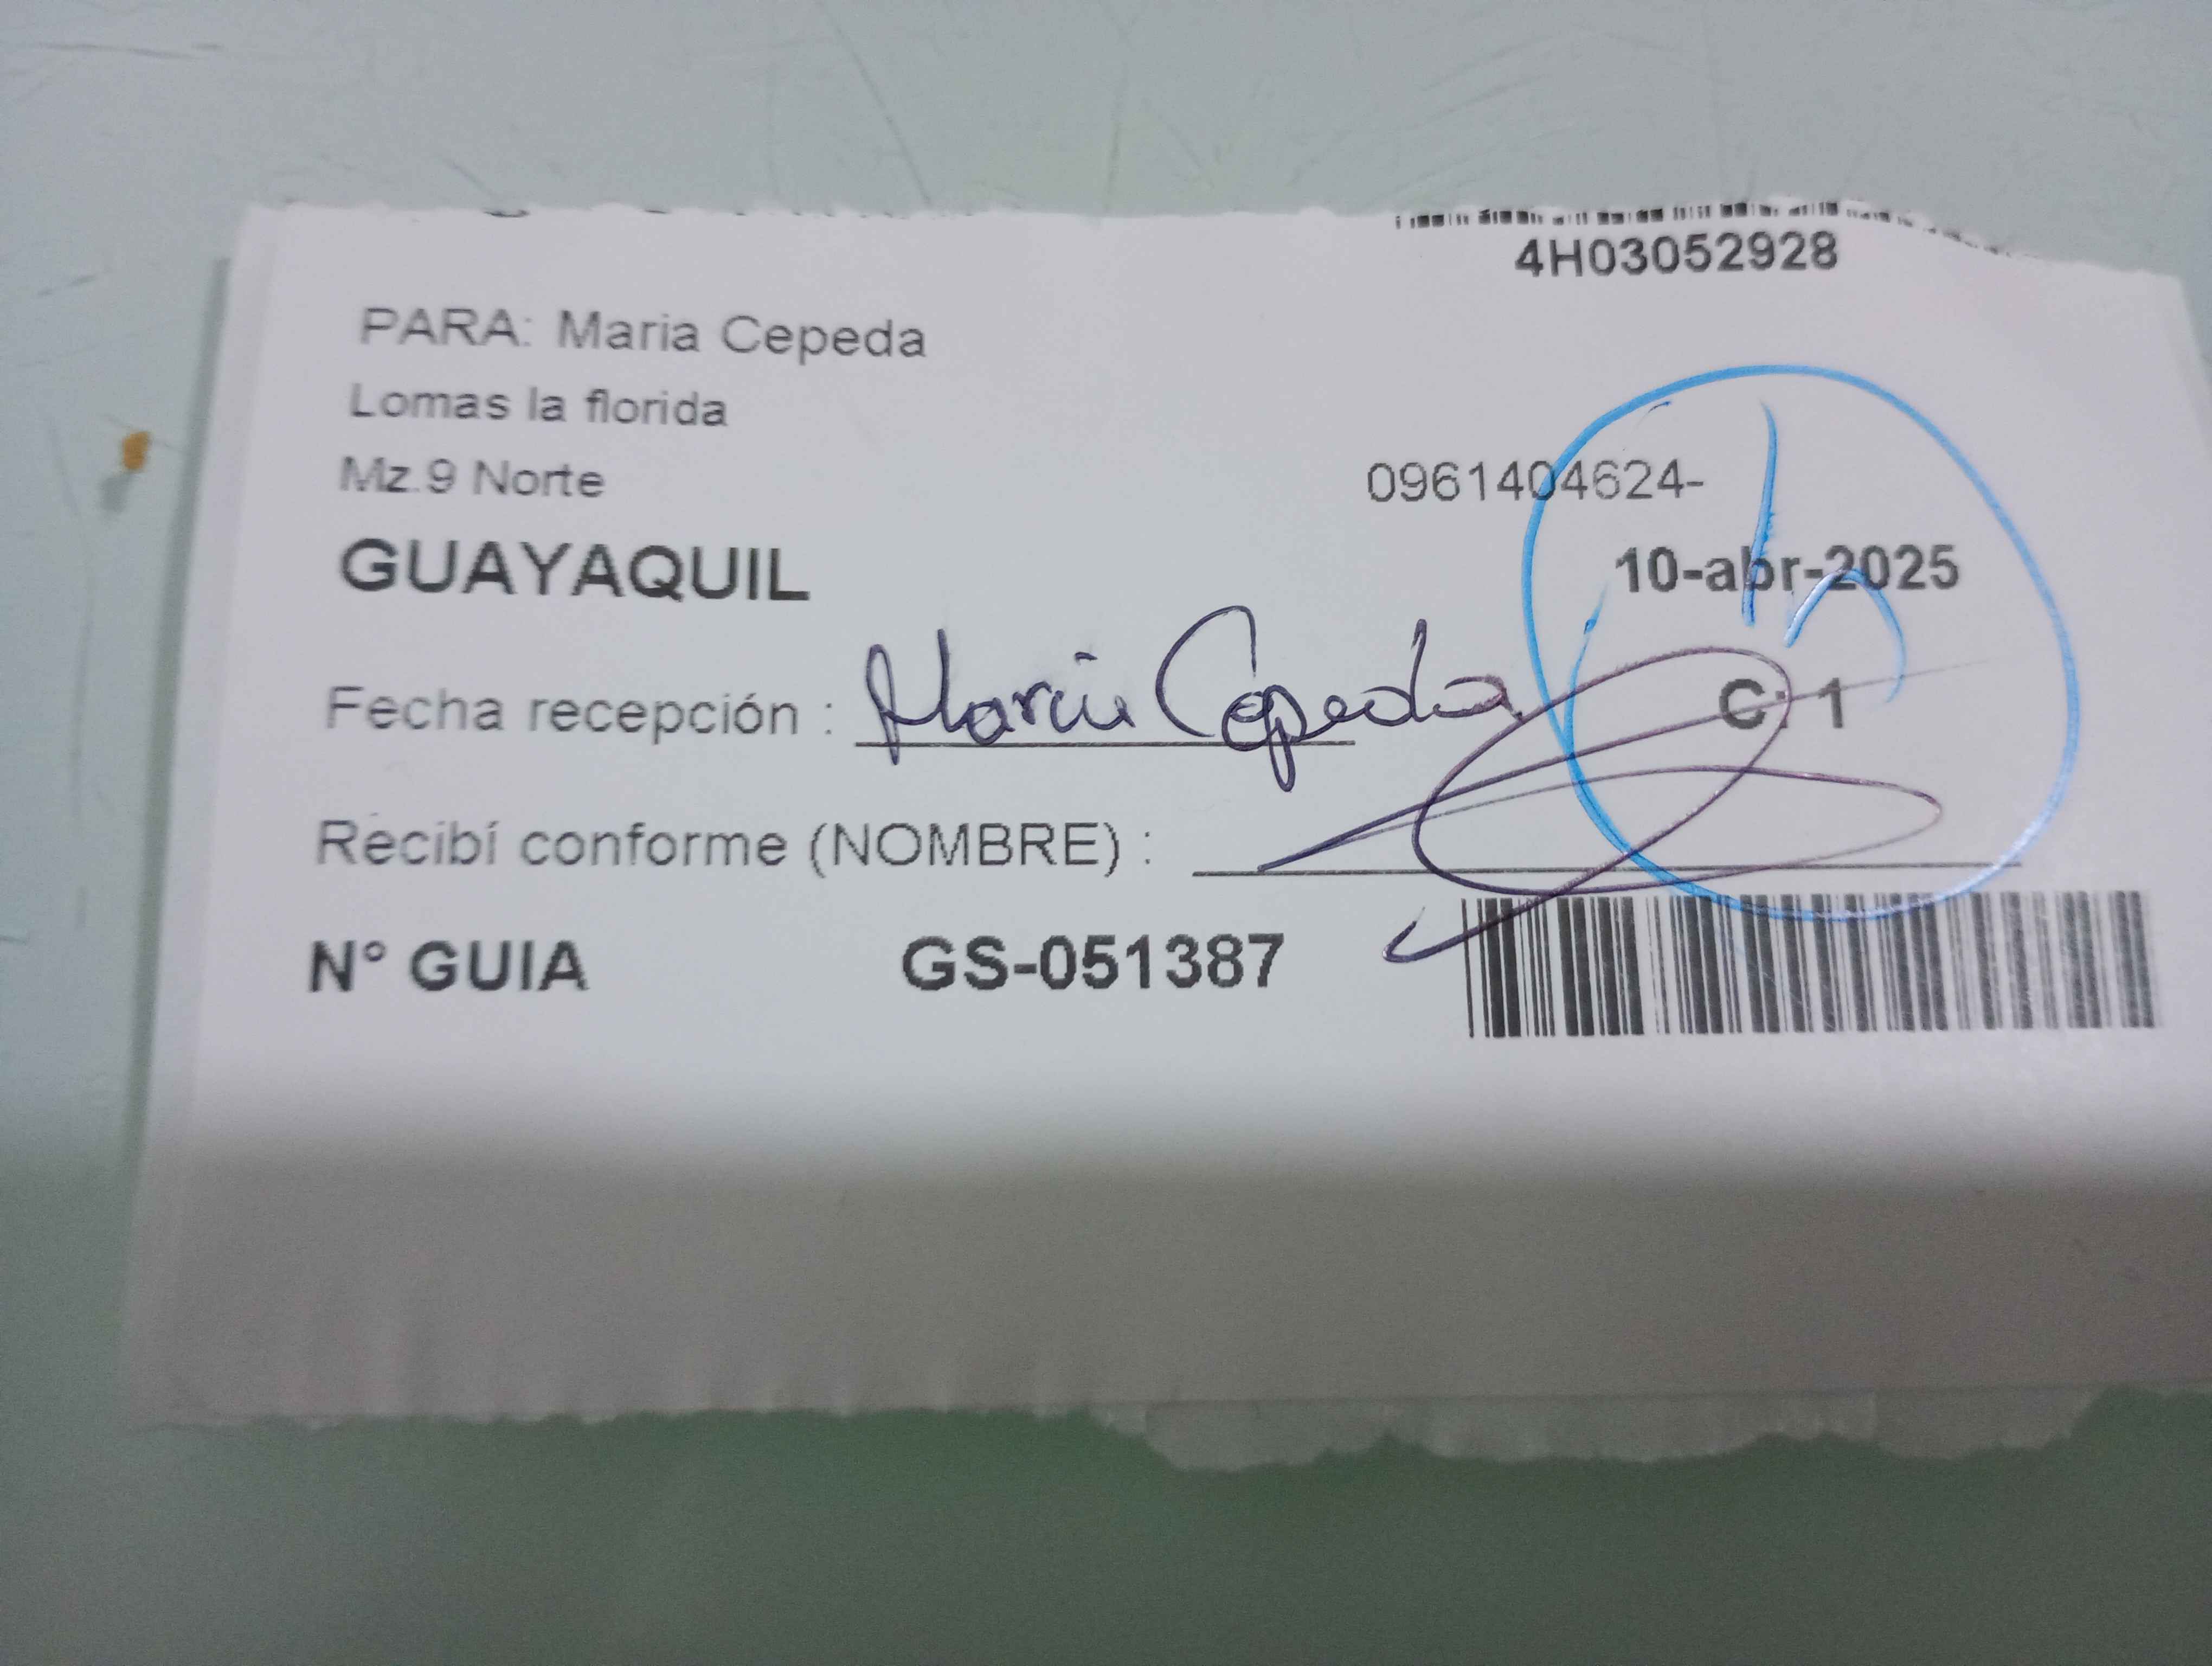 4H03052928
PARA: Maria Cepeda
Lomas la florida
Mz.9 Norte 0961404624-
GUAYAQUIL 10-abr-2025
Fecha recepción : Maria Cepeda C: 1
Recibí conforme (NOMBRE) :
N° GUIA GS-051387